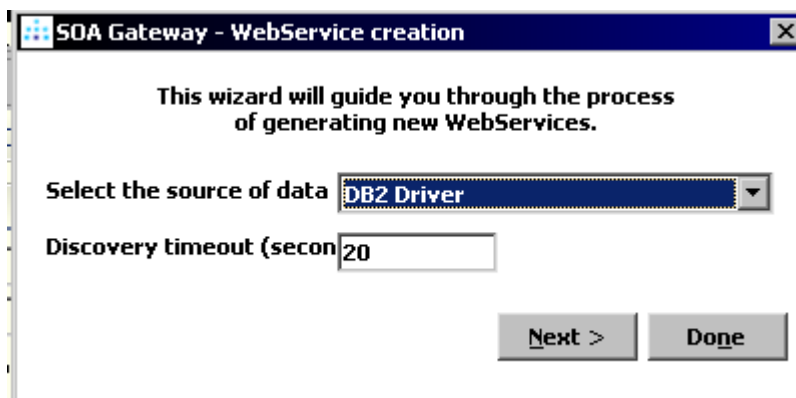 SOA Gateway - WebService creation
This wizard will guide you through the process
of generating new WebServices.
Select the source of data DB2 Driver
Discovery timeout (secon 20
Next > Done